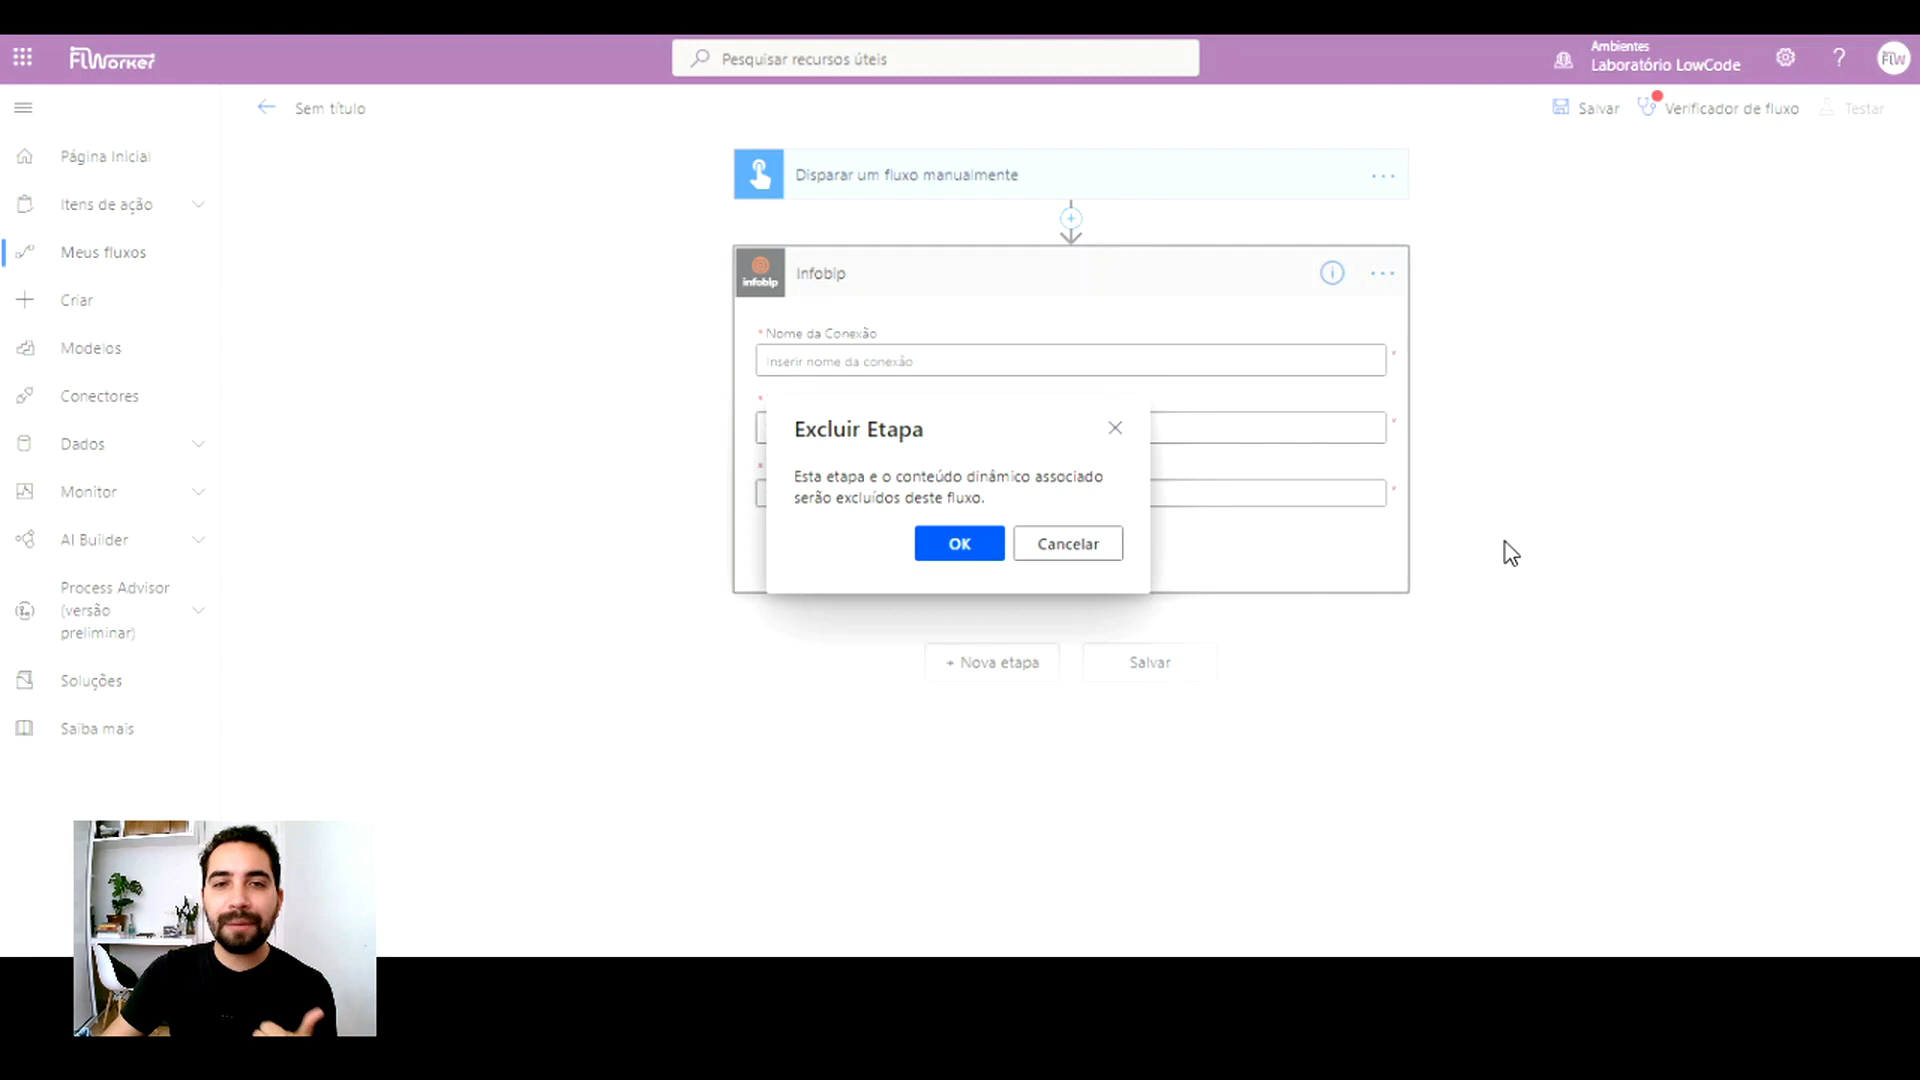 FlWorker
Pesquisar recursos úteis
Ambientes
Laboratório LowCode
?
FlW
Sem título
Salvar
Verificador de fluxo
Testar
Página Inicial
Itens de ação
Meus fluxos
Criar
Modelos
Conectores
Dados
Monitor
AI Builder
Process Advisor
(versão
preliminar)
Soluções
Saiba mais
Disparar um fluxo manualmente
...
infobip
Infobip
...
* Nome da Conexão
Inserir nome da conexão
*
*
*
*
*
Excluir Etapa
Esta etapa e o conteúdo dinâmico associado
serão excluídos deste fluxo.
OK
Cancelar
+ Nova etapa
Salvar